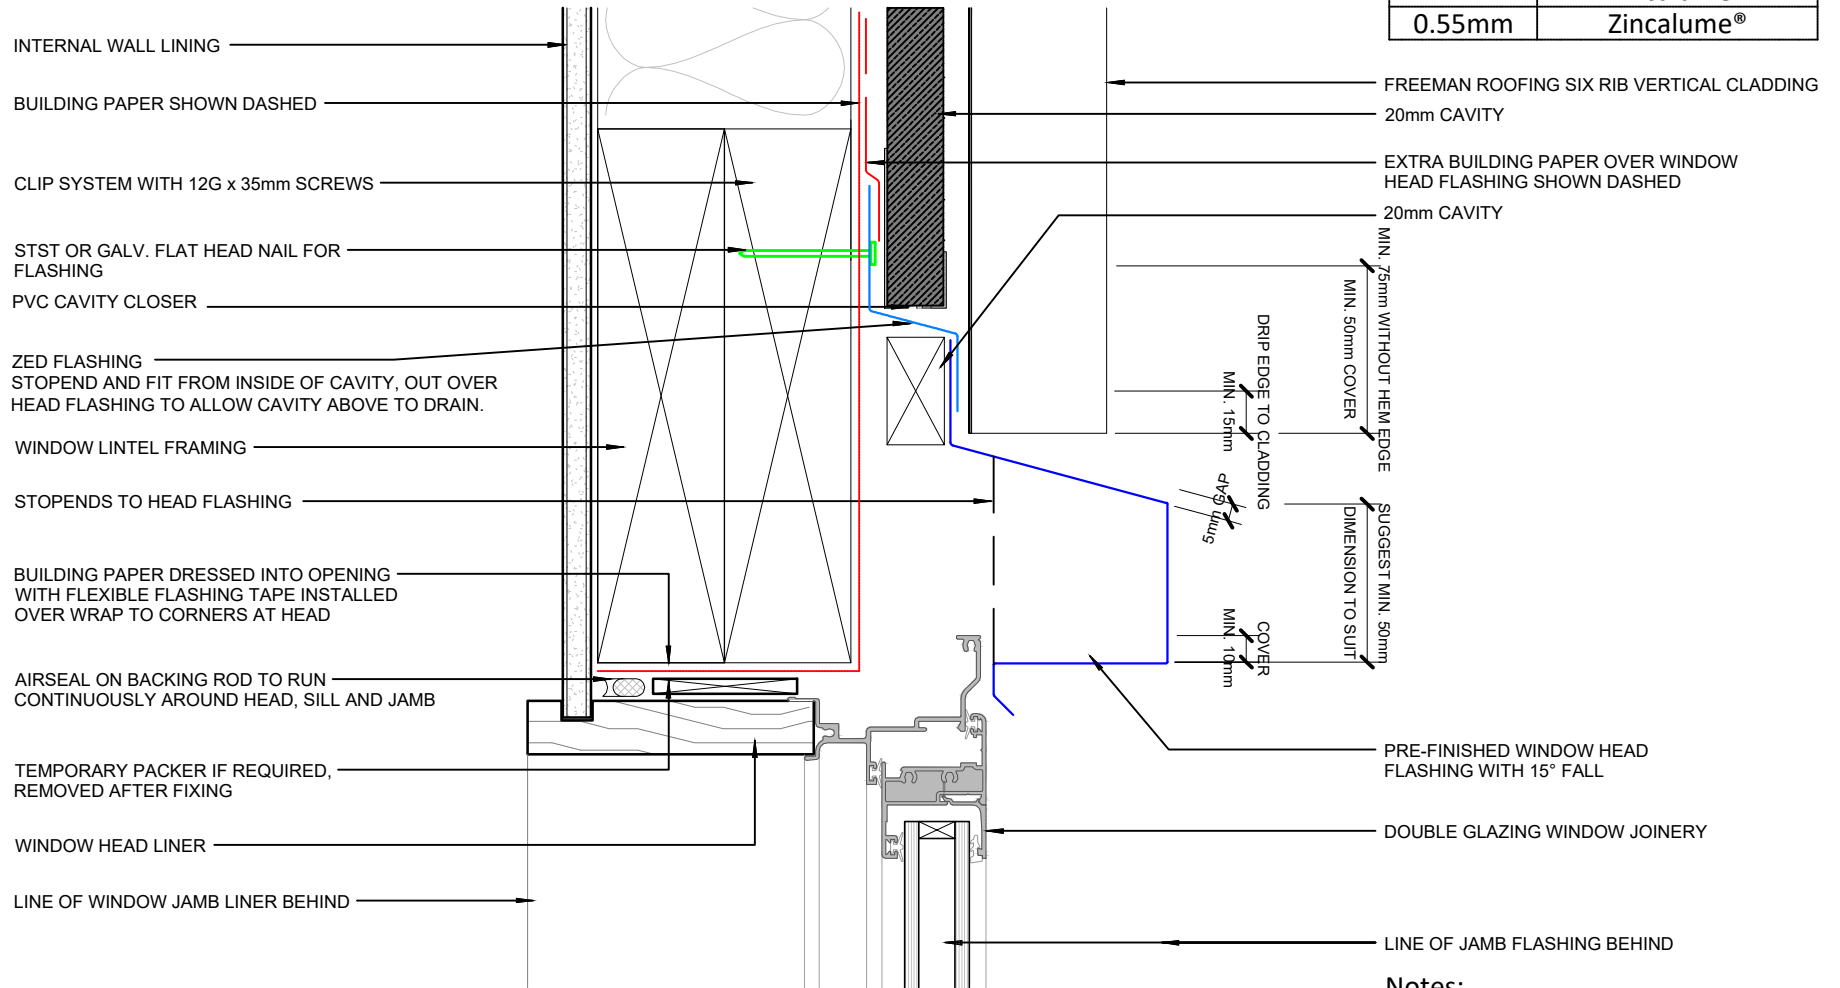 INTERNAL WALL LINING
BUILDING PAPER SHOWN DASHED
CLIP SYSTEM WITH 12G x 35mm SCREWS
STST OR GALV. FLAT HEAD NAIL FOR
FLASHING
PVC CAVITY CLOSER
ZED FLASHING
STOPEND AND FIT FROM INSIDE OF CAVITY, OUT OVER
HEAD FLASHING TO ALLOW CAVITY ABOVE TO DRAIN.
WINDOW LINTEL FRAMING
STOPENDS TO HEAD FLASHING
BUILDING PAPER DRESSED INTO OPENING
WITH FLEXIBLE FLASHING TAPE INSTALLED
OVER WRAP TO CORNERS AT HEAD
AIRSEAL ON BACKING ROD TO RUN
CONTINUOUSLY AROUND HEAD, SILL AND JAMB
TEMPORARY PACKER IF REQUIRED,
REMOVED AFTER FIXING
WINDOW HEAD LINER
LINE OF WINDOW JAMB LINER BEHIND
0.55mm Zincalume®
FREEMAN ROOFING SIX RIB VERTICAL CLADDING
20mm CAVITY
EXTRA BUILDING PAPER OVER WINDOW
HEAD FLASHING SHOWN DASHED
20mm CAVITY
MIN. 75mm WITHOUT HEM EDGE
MIN. 50mm COVER
DRIP EDGE TO CLADDING
MIN. 15mm
5mm GAP
SUGGEST MIN. 50mm
DIMENSION TO SUIT
COVER
MIN. 10mm
PRE-FINISHED WINDOW HEAD
FLASHING WITH 15° FALL
DOUBLE GLAZING WINDOW JOINERY
LINE OF JAMB FLASHING BEHIND
Notes: